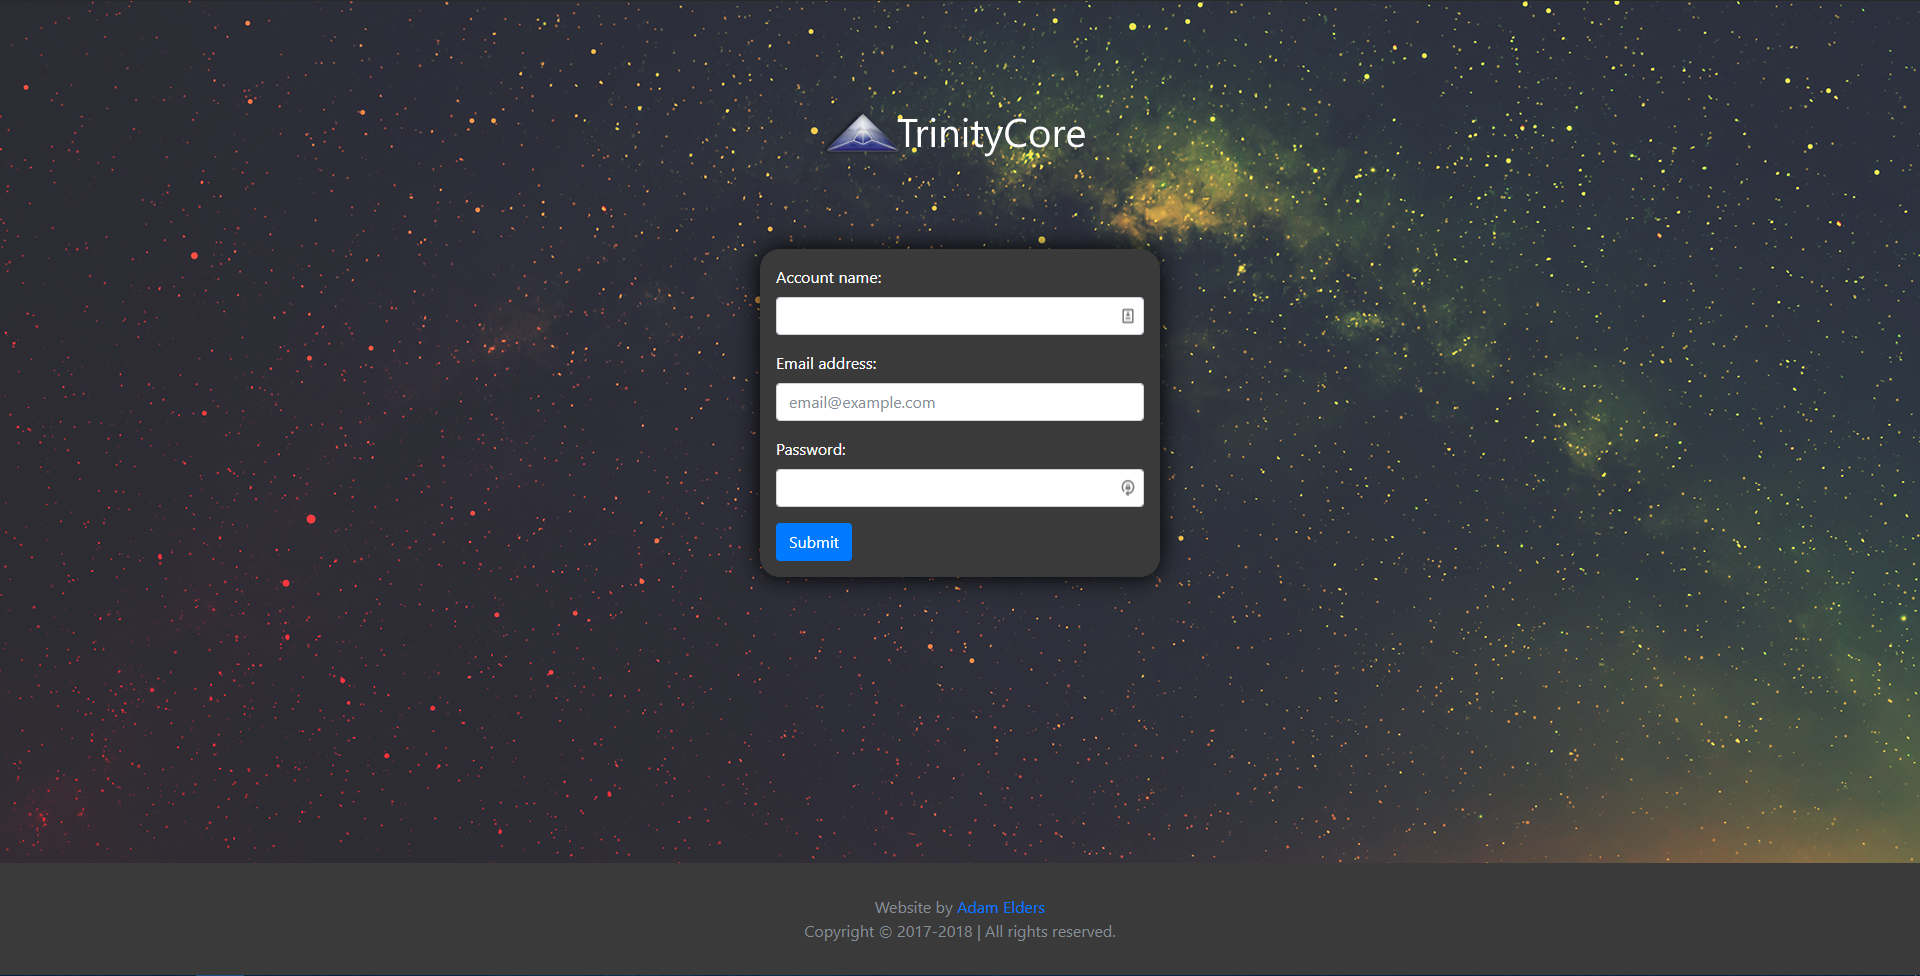 TrinityCore
Account name:
Email address:
email@example.com
Password:
Submit
Website by Adam Elders
Copyright © 2017-2018 | All rights reserved.